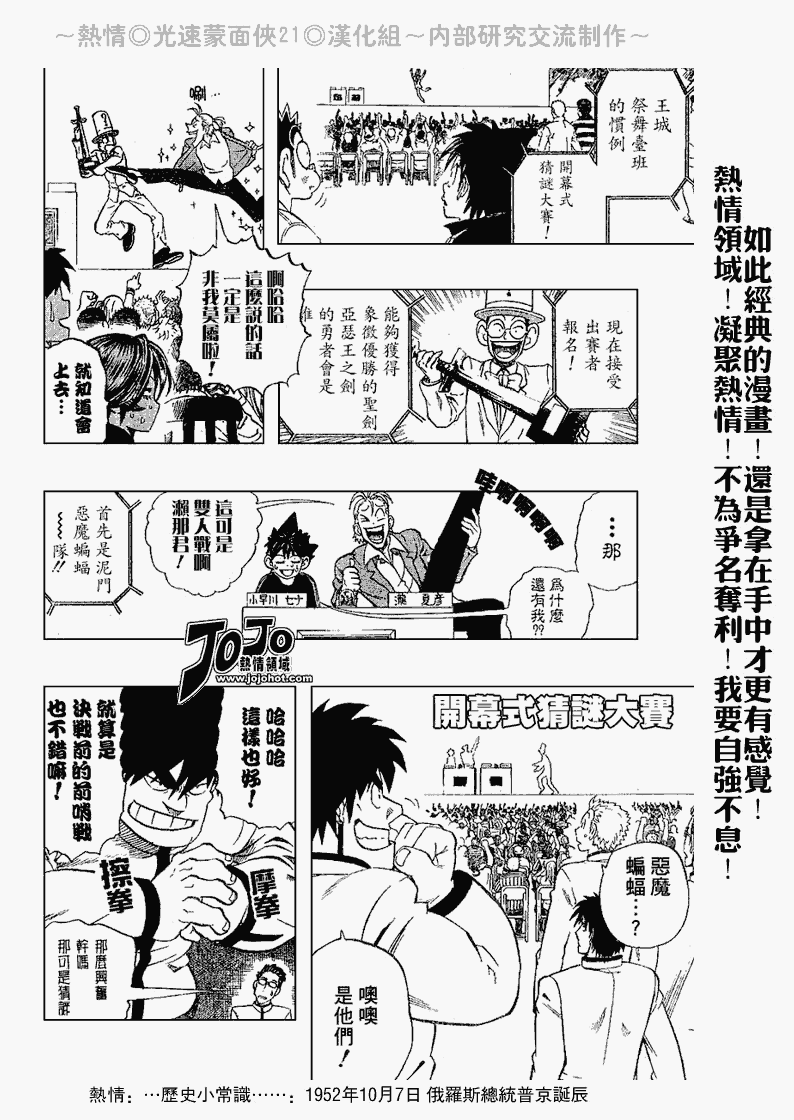 ～熱情◎光速蒙面俠21◎漢化組～内部研究交流制作～
如此經典的漫畫！還是拿在手中才更有感覺！
熱情領域！凝聚熱情！不為爭名奪利！我要自強不息！
王城
祭舞臺班
的慣例
開幕式
猜謎大賽！
唰…
現在接受
出賽者
報名！
能夠獲得
象徵優勝的聖劍
亞瑟王之劍
的勇者會是
誰
啊哈哈
這麼說的話
一定是
非我莫屬啦！
就知道會
上去…
…那
哇啊啊啊啊
為什麼
還有我??
這可是
雙人戰啊
瀨那君！
小早川 七十
瀧 夏彥
首先是泥門
惡魔蝙蝠
～～隊!!
JOJO
熱情領域
www.jojohot.com
開幕式猜謎大賽
惡魔
蝙蝠…?
噢噢
是他們！
哈哈哈
這樣也好！
就算是
決戰前的前哨戰
也不錯嘛！
摩拳
擦拳
那麼興奮
幹嗎
那可是猜謎
熱情：…歷史小常識……：1952年10月7日 俄羅斯總統普京誕辰